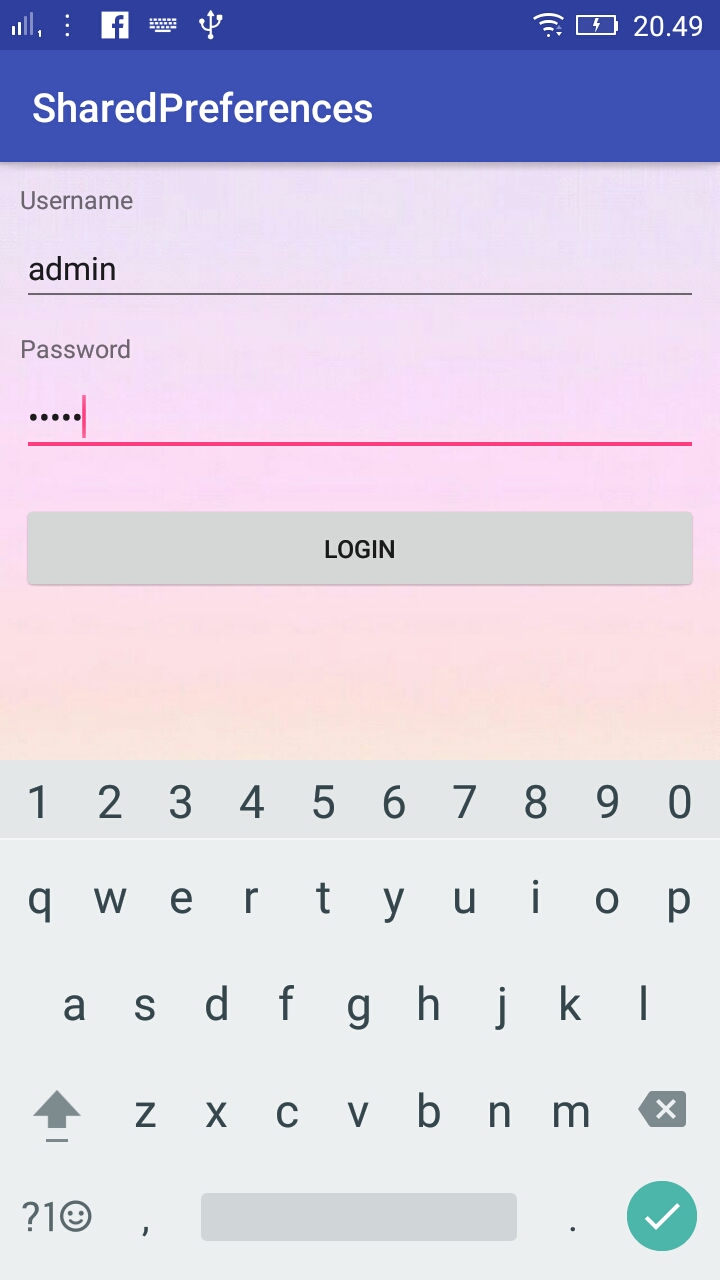 20.49
SharedPreferences
Username
admin
Password
•••••
LOGIN
1 2 3 4 5 6 7 8 9 0
q w e r t y u i o p
a s d f g h j k l
z x c v b n m
?1☺ , .